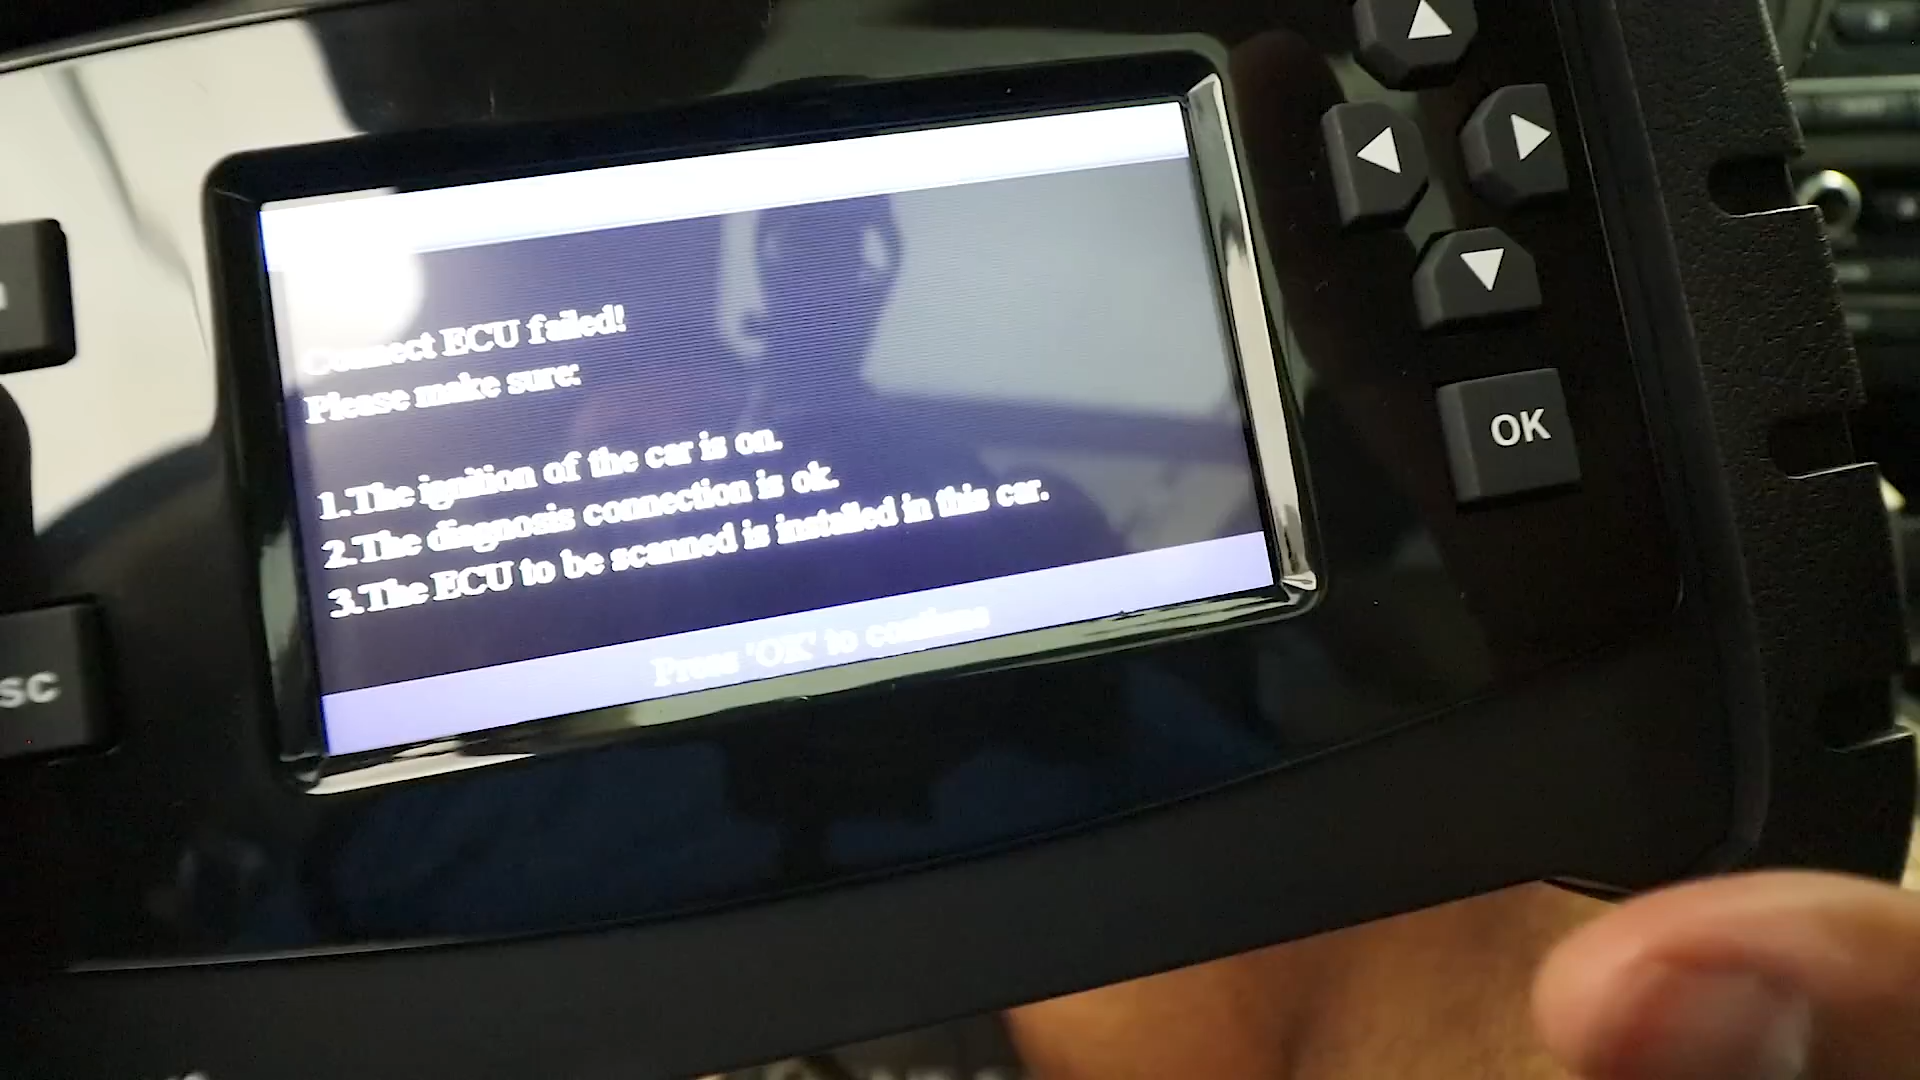 Connect ECU failed!
Please make sure:
1.The ignition of the car is on.
2.The diagnosis connection is ok.
3.The ECU to be scanned is installed in this car.
Press 'OK' to continue
OK
SC